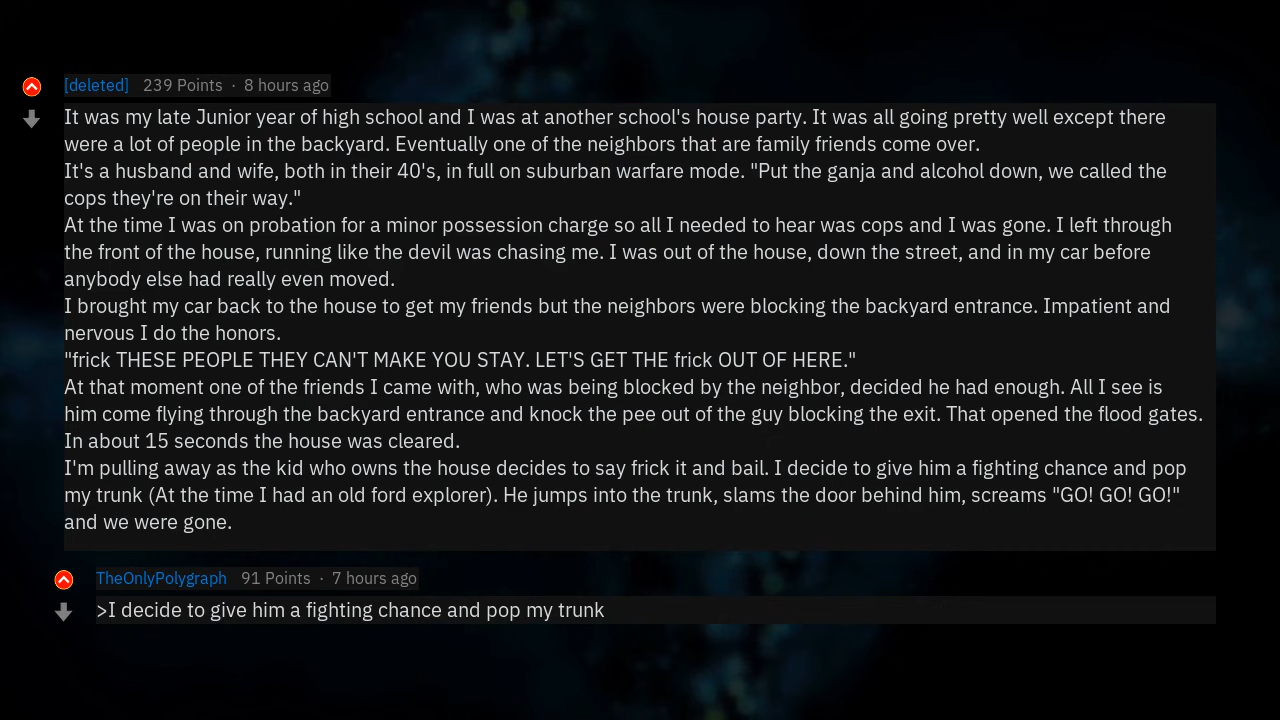 [deleted] 239 Points · 8 hours ago
It was my late Junior year of high school and I was at another school's house party. It was all going pretty well except there
were a lot of people in the backyard. Eventually one of the neighbors that are family friends come over.
It's a husband and wife, both in their 40's, in full on suburban warfare mode. "Put the ganja and alcohol down, we called the
cops they're on their way."
At the time I was on probation for a minor possession charge so all I needed to hear was cops and I was gone. I left through
the front of the house, running like the devil was chasing me. I was out of the house, down the street, and in my car before
anybody else had really even moved.
I brought my car back to the house to get my friends but the neighbors were blocking the backyard entrance. Impatient and
nervous I do the honors.
"frick THESE PEOPLE THEY CAN'T MAKE YOU STAY. LET'S GET THE frick OUT OF HERE."
At that moment one of the friends I came with, who was being blocked by the neighbor, decided he had enough. All I see is
him come flying through the backyard entrance and knock the pee out of the guy blocking the exit. That opened the flood gates.
In about 15 seconds the house was cleared.
I'm pulling away as the kid who owns the house decides to say frick it and bail. I decide to give him a fighting chance and pop
my trunk (At the time I had an old ford explorer). He jumps into the trunk, slams the door behind him, screams "GO! GO! GO!"
and we were gone.
TheOnlyPolygraph 91 Points · 7 hours ago
>I decide to give him a fighting chance and pop my trunk